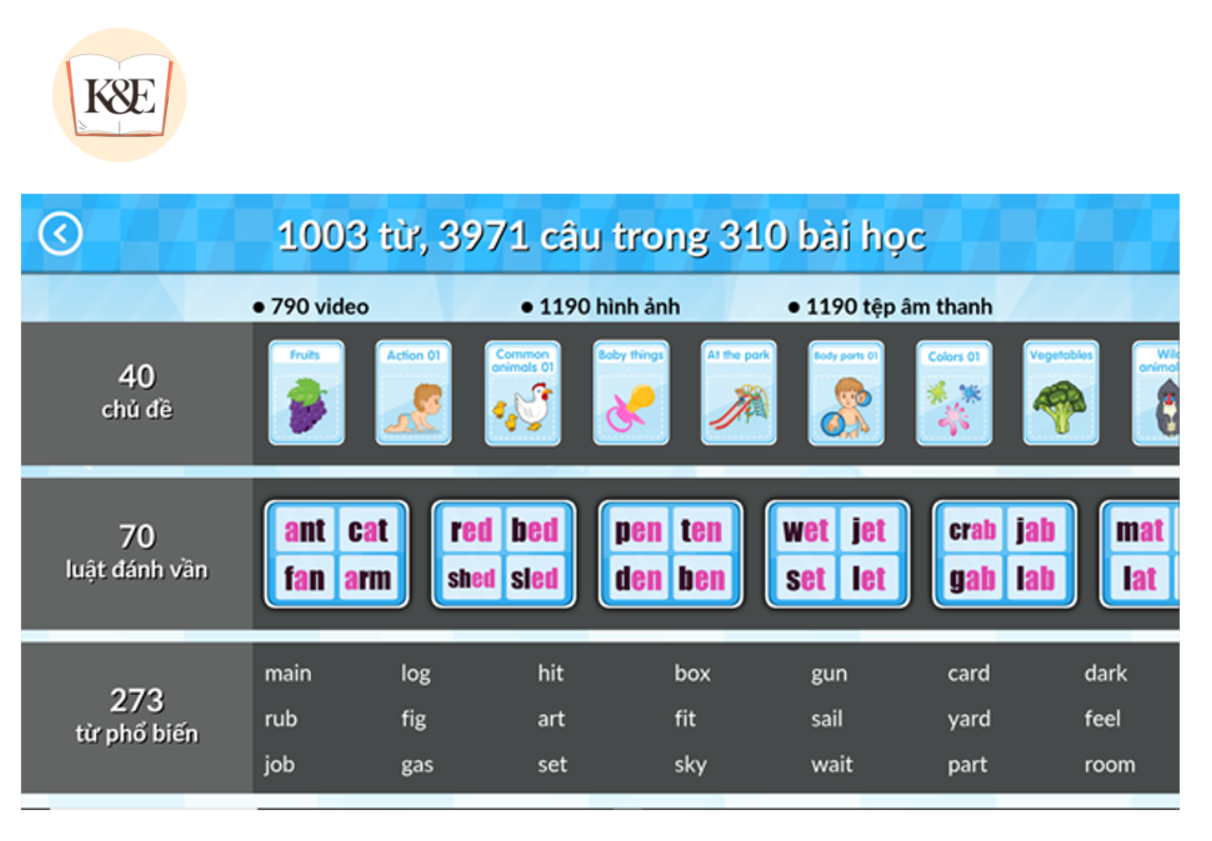 K&E
1003 từ, 3971 câu trong 310 bài học
• 790 video • 1190 hình ảnh • 1190 tệp âm thanh
40
chủ đề
Fruits
Action 01
Common
animals 01
Baby things
At the park
Body parts 01
Colors 01
Vegetables
70
luật đánh vần
ant cat
fan arm
red bed
shed sled
pen ten
den ben
wet jet
set let
crab jab
gab lab
mat
lat
273
từ phổ biến
main log hit box gun card dark
rub fig art fit sail yard feel
job gas set sky wait part room